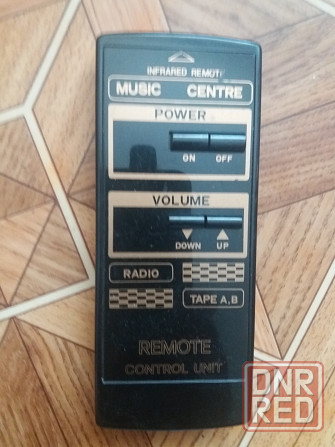 INFRARED REMOTE
MUSIC CENTRE
POWER
ON OFF
VOLUME
DOWN UP
RADIO
TAPE A,B
REMOTE
CONTROL UNIT
DNR
RED